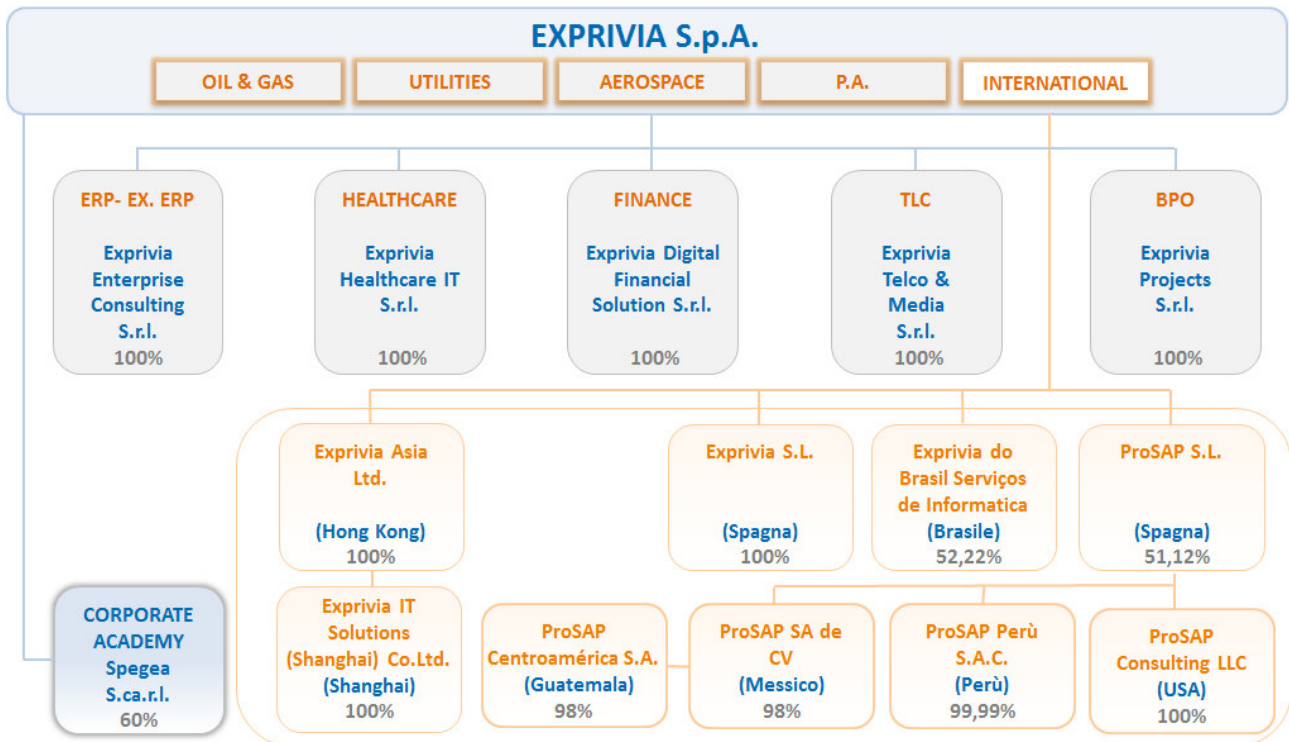 EXPRIVIA S.p.A.
OIL & GAS
UTILITIES
AEROSPACE
P.A.
INTERNATIONAL
ERP- EX. ERP
Exprivia
Enterprise
Consulting
S.r.l.
100%
HEALTHCARE
Exprivia
Healthcare IT
S.r.l.
100%
FINANCE
Exprivia Digital
Financial
Solution S.r.l.
100%
TLC
Exprivia
Telco &
Media
S.r.l.
100%
BPO
Exprivia
Projects
S.r.l.
100%
Exprivia Asia
Ltd.
(Hong Kong)
100%
Exprivia S.L.
(Spagna)
100%
Exprivia do
Brasil Serviços
de Informatica
(Brasile)
52,22%
ProSAP S.L.
(Spagna)
51,12%
CORPORATE
ACADEMY
Spegea
S.ca.r.l.
60%
Exprivia IT
Solutions
(Shanghai) Co.Ltd.
(Shanghai)
100%
ProSAP
Centroamérica S.A.
(Guatemala)
98%
ProSAP SA de
CV
(Messico)
98%
ProSAP Perù
S.A.C.
(Perù)
99,99%
ProSAP
Consulting LLC
(USA)
100%